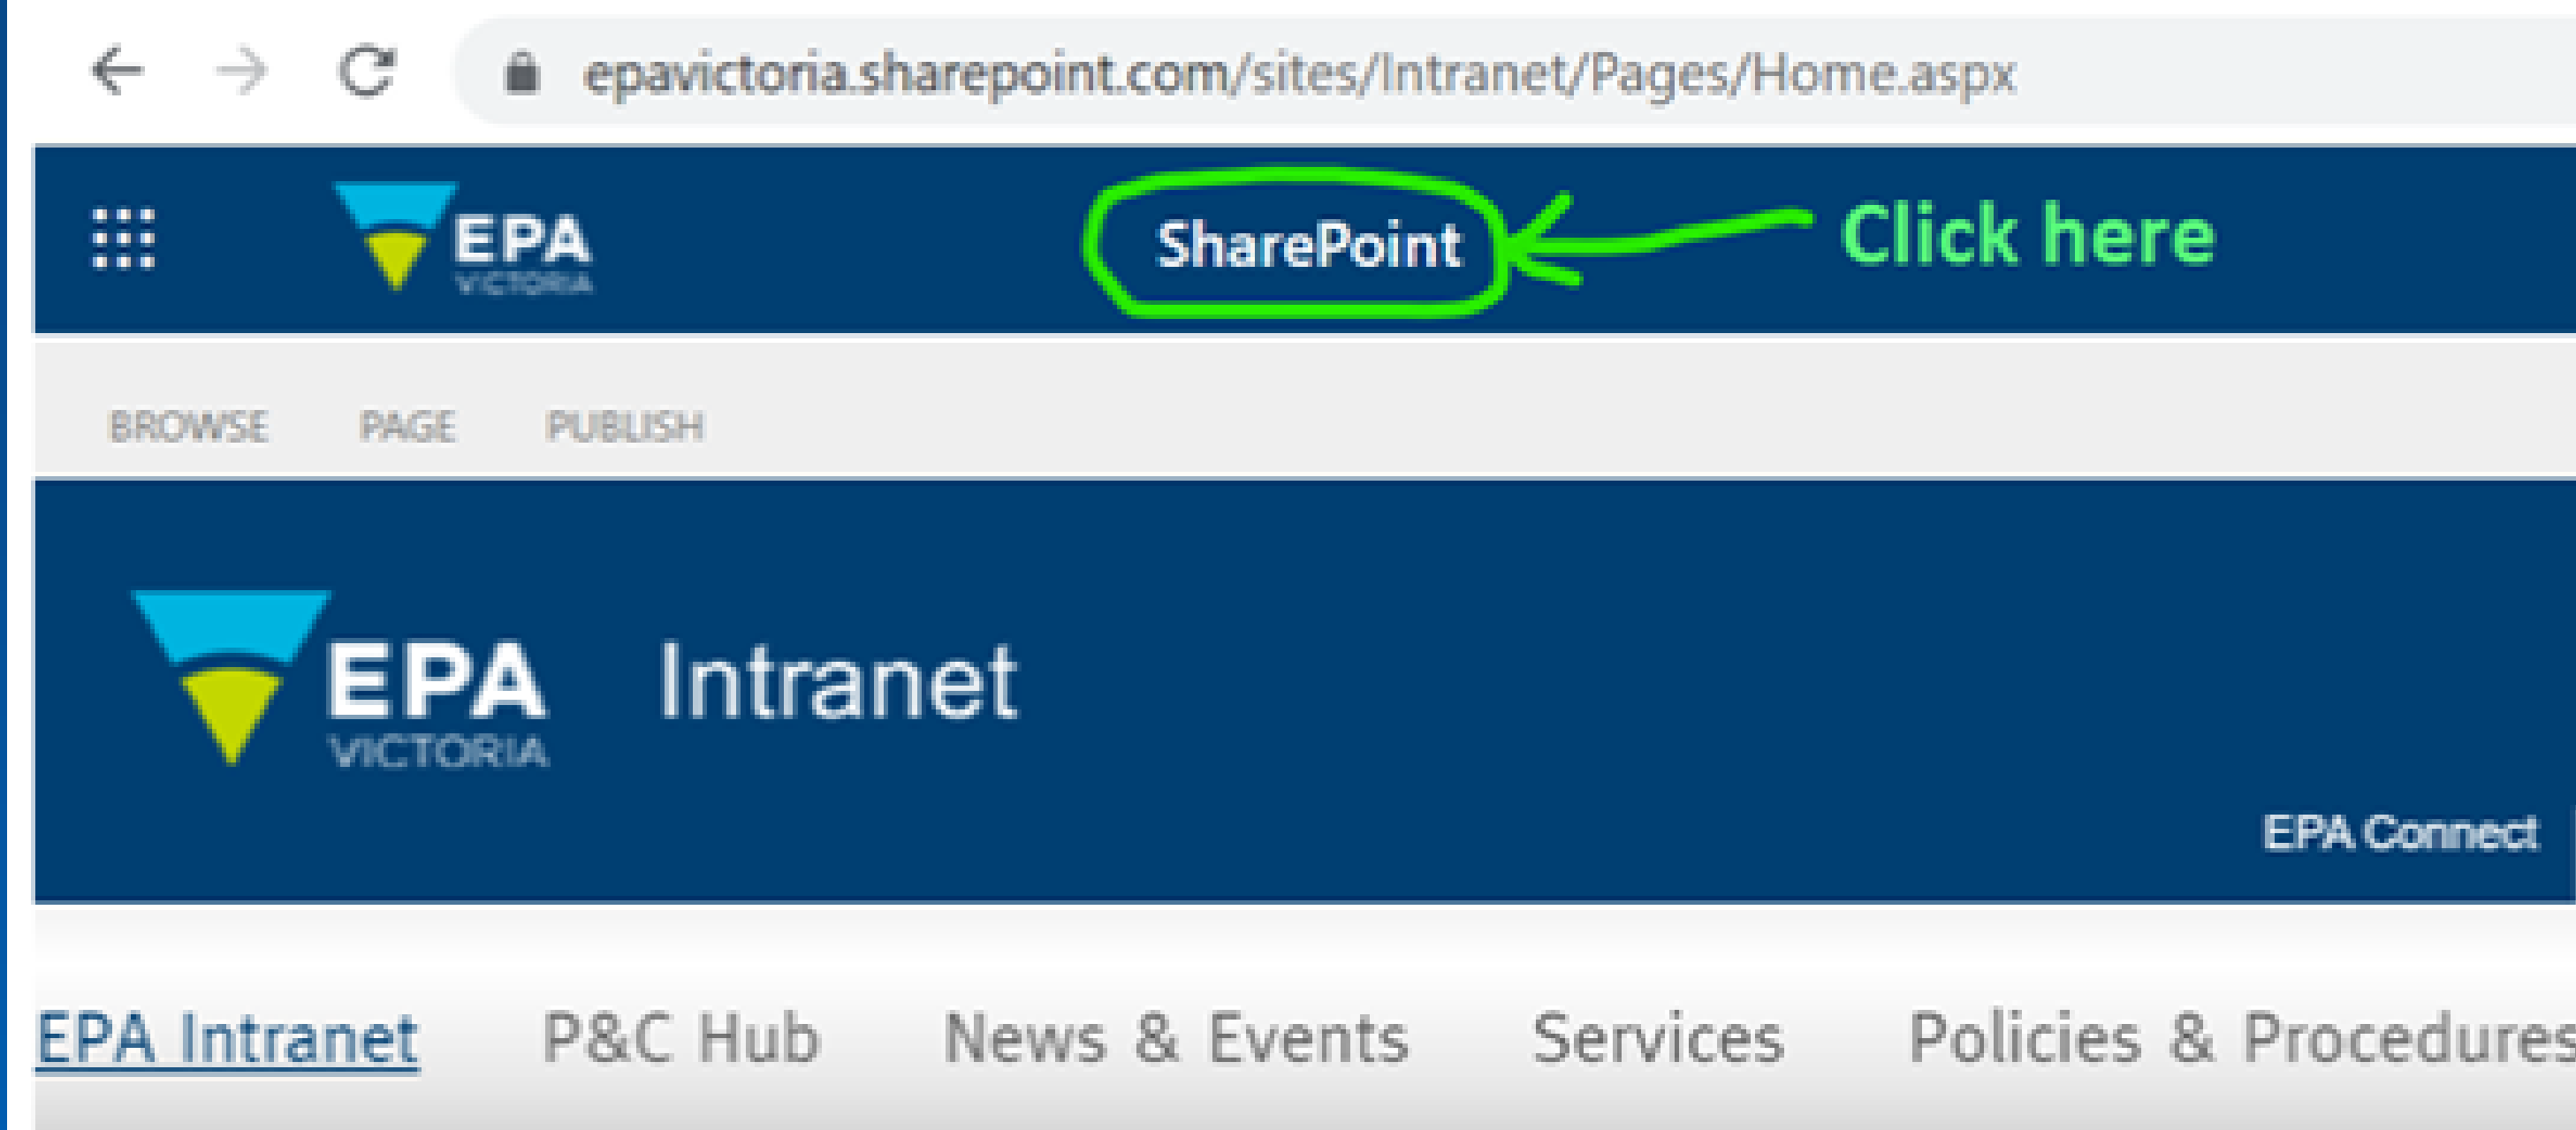 epavictoria.sharepoint.com/sites/Intranet/Pages/Home.aspx
EPA
VICTORIA
SharePoint
Click here
BROWSE PAGE PUBLISH
EPA
VICTORIA
Intranet
EPA Connect
EPA Intranet P&C Hub News & Events Services Policies & Procedures